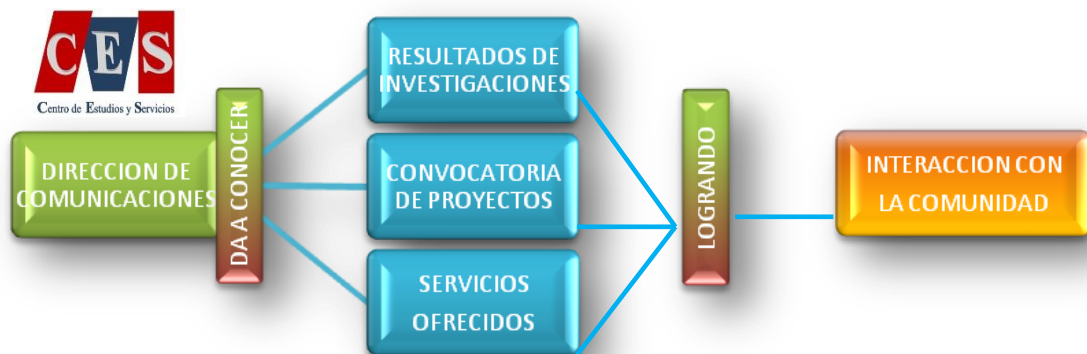 CES
Centro de Estudios y Servicios
DIRECCION DE
COMUNICACIONES
DA A CONOCER
RESULTADOS DE
INVESTIGACIONES
CONVOCATORIA
DE PROYECTOS
SERVICIOS
OFRECIDOS
LOGRANDO
INTERACCION CON
LA COMUNIDAD